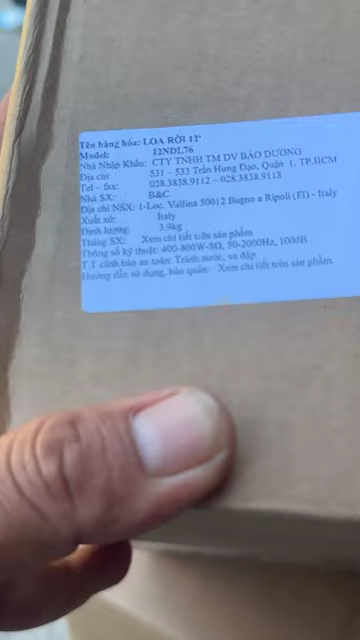 Tên hàng hóa: LOA RỜI 12'
Model: 12NDL76
Nhà Nhập Khẩu: CTY TNHH TM DV BẢO DƯƠNG
Địa chỉ: 531 – 533 Trần Hưng Đạo, Quận 1, TP.HCM
Tel – fax: 028.3838.9112 – 028.3838.9118
Nhà SX: B&C
Địa chỉ NSX: 1-Loc. Vallina 50012 Bagno a Ripoli (FI) - Italy
Xuất xứ: Italy
Định lượng: 3.9kg
Tháng SX: Xem chi tiết trên sản phẩm
Thông số kỹ thuật: 400-800W-8Ω, 50-2000Hz, 100dB
T.T cảnh báo an toàn: Tránh nước, va đập
Hướng dẫn sử dụng, bảo quản: Xem chi tiết trên sản phẩm.